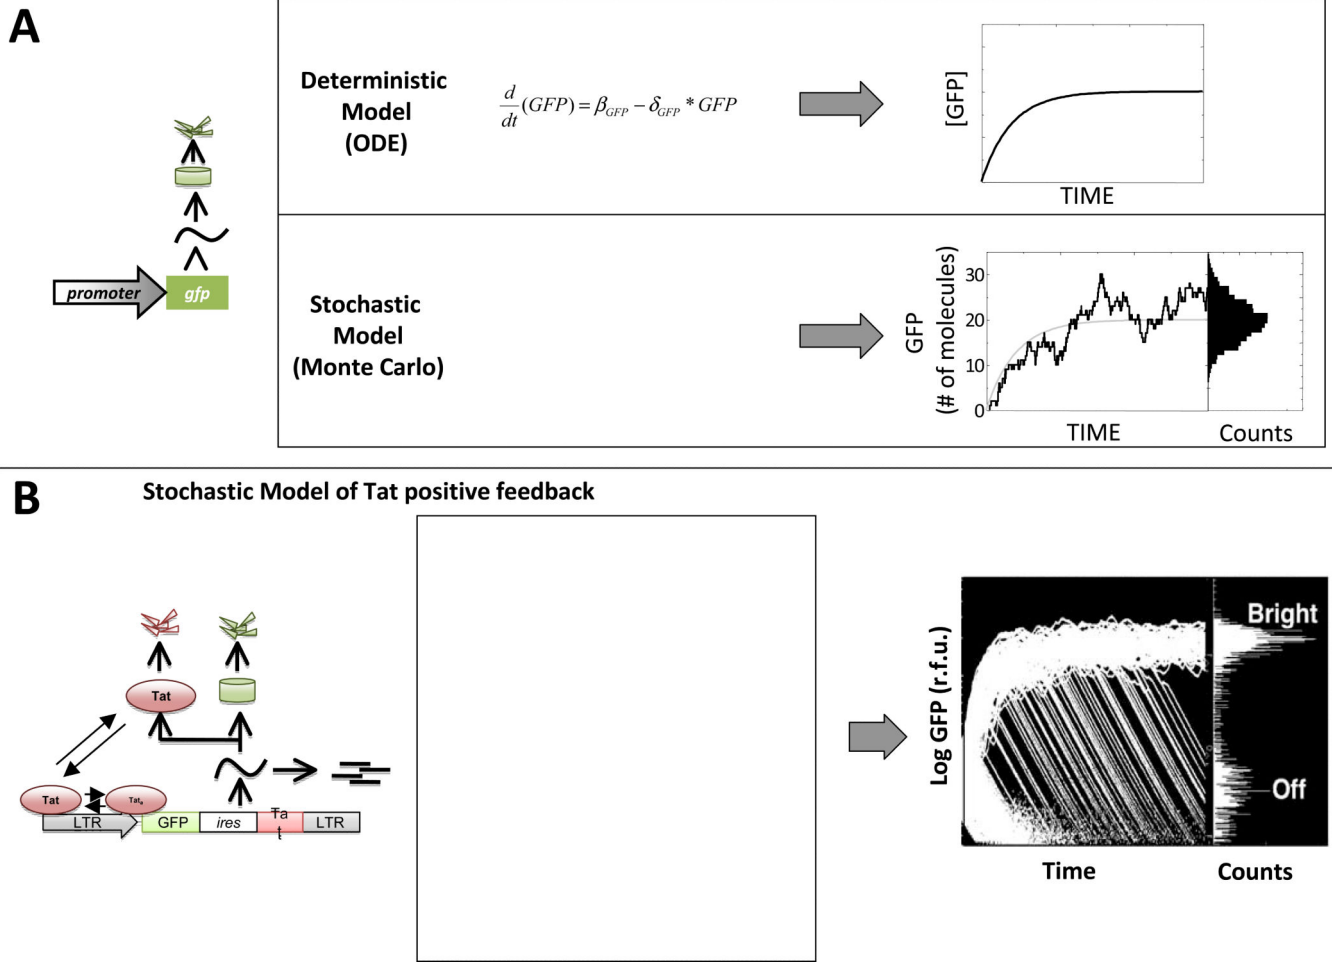 A
Deterministic
Model
(ODE)
d/dt (GFP) = β_GFP − δ_GFP * GFP
[GFP]
TIME
promoter
gfp
Stochastic
Model
(Monte Carlo)
GFP
(# of molecules)
30
20
10
0
TIME
Counts
B
Stochastic Model of Tat positive feedback
Tat
Tat
Tatₐ
LTR
GFP
ires
Ta
t
LTR
Log GFP (r.f.u.)
Bright
Off
Time
Counts